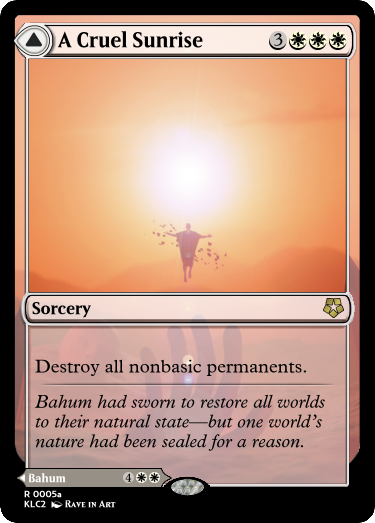 A Cruel Sunrise 3
Sorcery
Destroy all nonbasic permanents.
Bahum had sworn to restore all worlds
to their natural state—but one world's
nature had been sealed for a reason.
Bahum 4
R 0005a
KLC2 Rave in Art